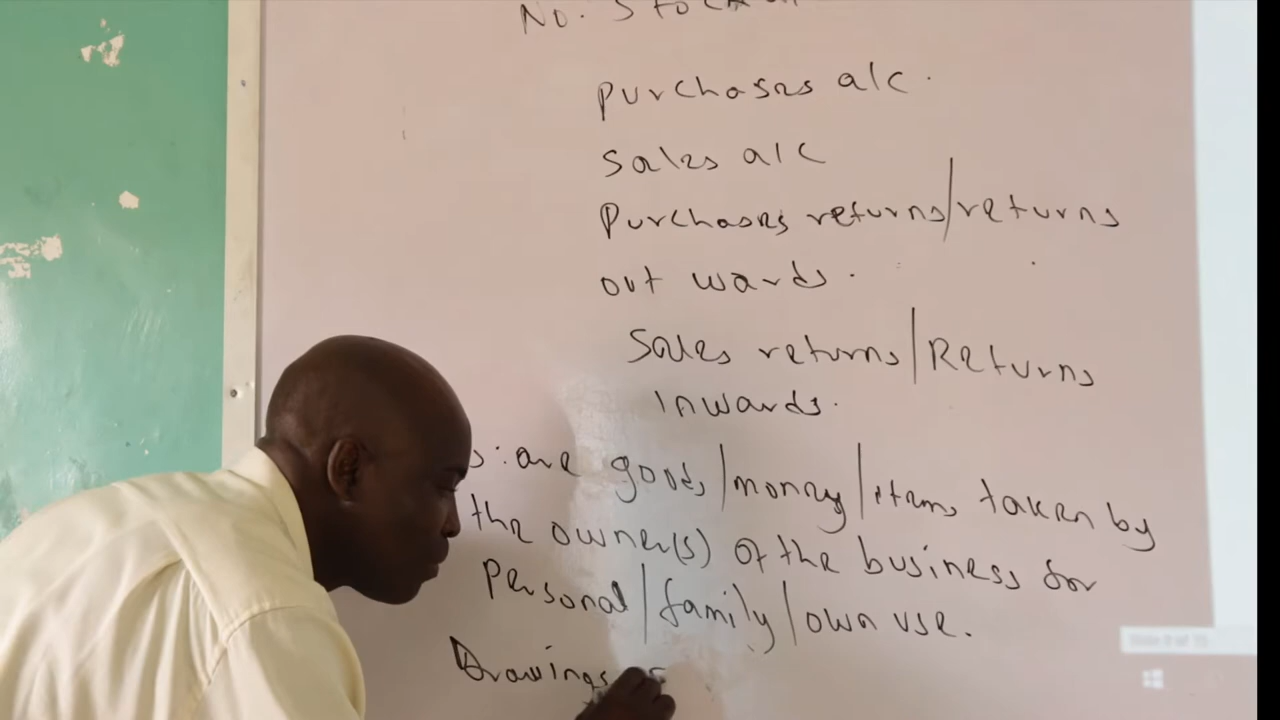 No. Stock
Purchases a/c.
Sales a/c
Purchases returns/returns
out wards.
Sales returns/Returns
Inwards.
s: are goods/money/items taken by
the owner(s) of the business for
Personal/family/own use.
Drawings